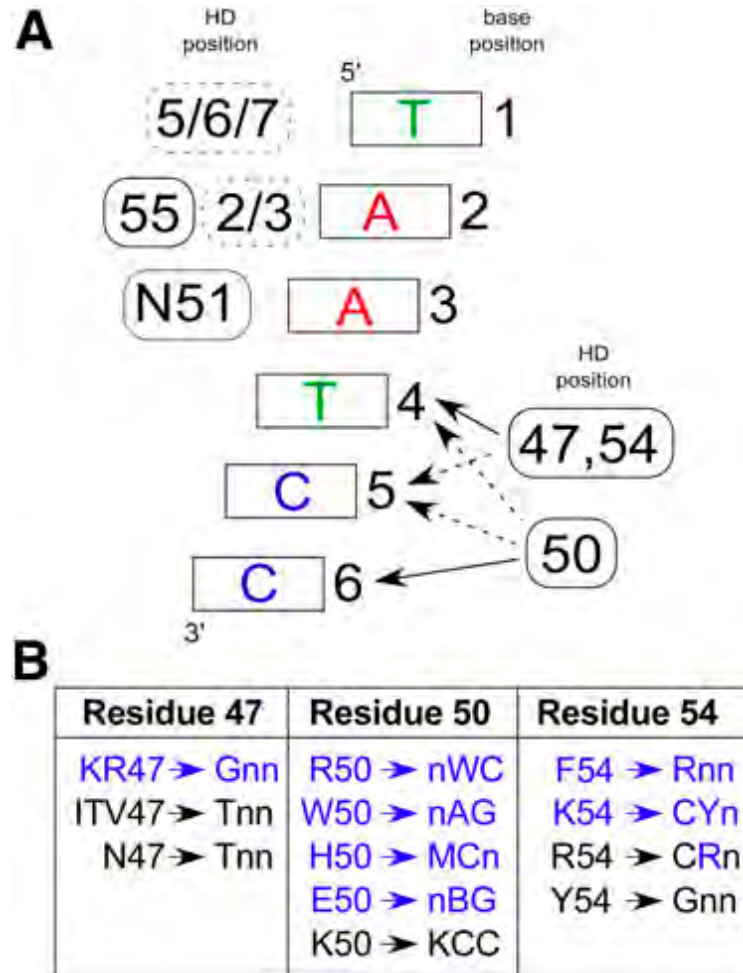 A
HD
position
base
position
5'
5/6/7 T 1
55 2/3 A 2
N51 A 3
HD
position
T 4
47,54
C 5
50
C 6
3'
B
Residue 47 Residue 50 Residue 54
KR47 → Gnn R50 → nWC F54 → Rnn
ITV47 → Tnn W50 → nAG K54 → CYn
N47 → Tnn H50 → MCn R54 → CRn
E50 → nBG Y54 → Gnn
K50 → KCC